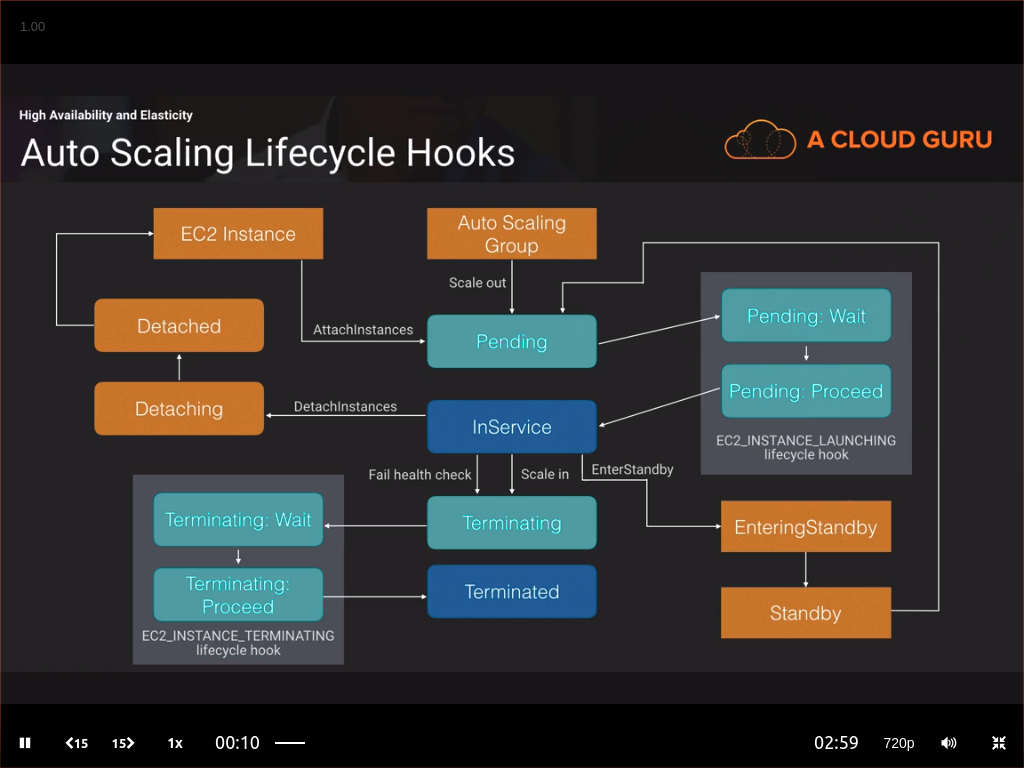 1.00
High Availability and Elasticity
Auto Scaling Lifecycle Hooks
A CLOUD GURU
EC2 Instance
Auto Scaling
Group
Scale out
Detached
AttachInstances
Pending
Pending: Wait
Pending: Proceed
EC2_INSTANCE_LAUNCHING
lifecycle hook
Detaching
DetachInstances
InService
Fail health check
Scale in
EnterStandby
Terminating: Wait
Terminating
EnteringStandby
Terminating:
Proceed
Terminated
Standby
EC2_INSTANCE_TERMINATING
lifecycle hook
15
15
1x
00:10
02:59
720p